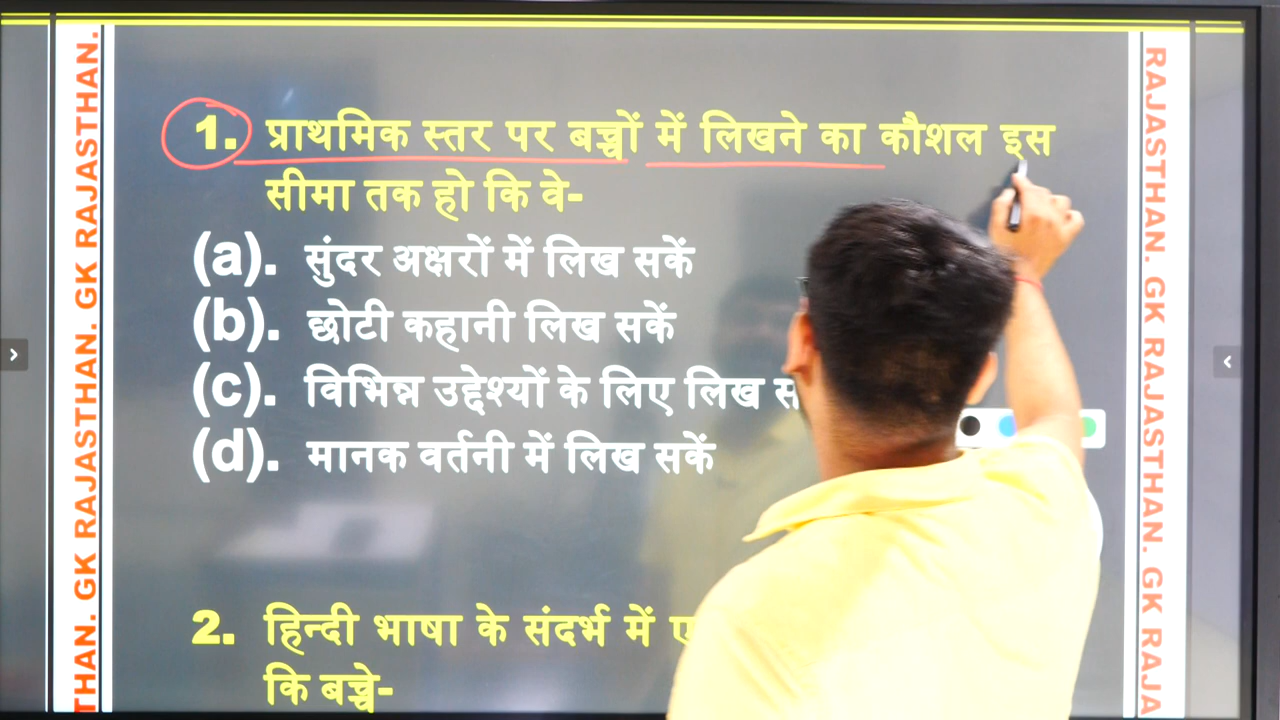 1. प्राथमिक स्तर पर बच्चों में लिखने का कौशल इस
सीमा तक हो कि वे-
(a). सुंदर अक्षरों में लिख सकें
(b). छोटी कहानी लिख सकें
(c). विभिन्न उद्देश्यों के लिए लिख
(d). मानक वर्तनी में लिख सकें
2. हिन्दी भाषा के संदर्भ में
कि बच्चे-
THAN. GK RAJASTHAN. GK RAJASTHAN.
RAJASTHAN. GK RAJASTHAN. GK RAJA